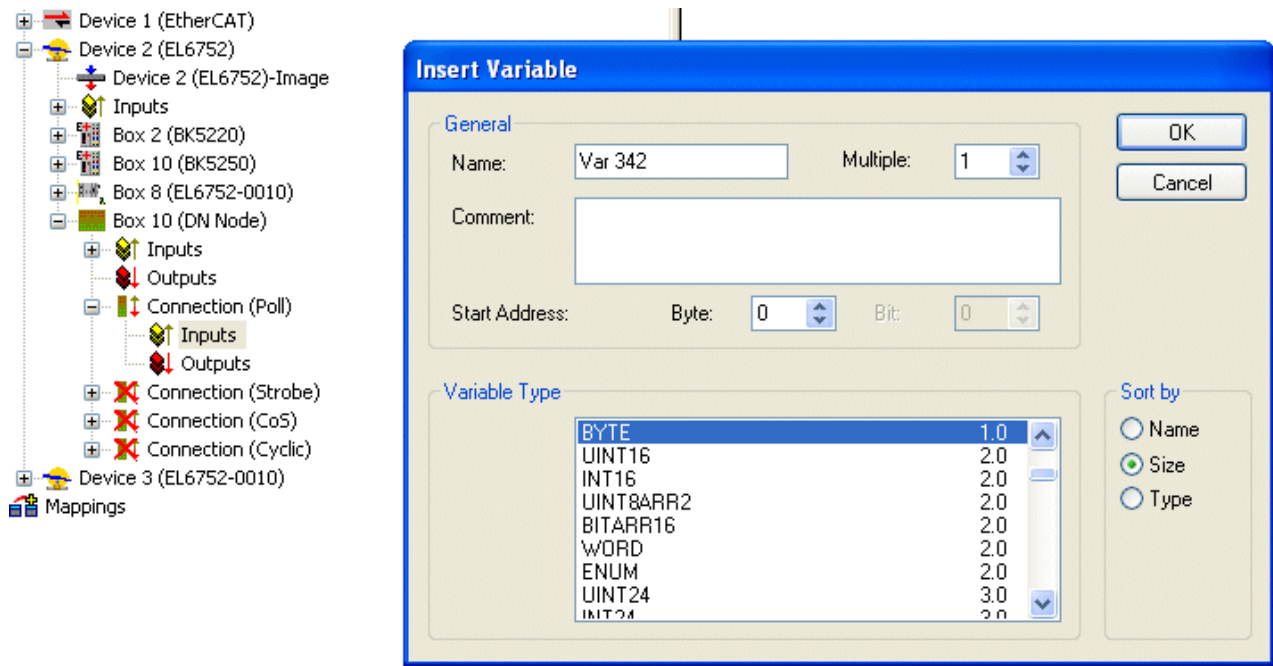 Device 1 (EtherCAT)
Device 2 (EL6752)
Device 2 (EL6752)-Image
Inputs
Box 2 (BK5220)
Box 10 (BK5250)
Box 8 (EL6752-0010)
Box 10 (DN Node)
Inputs
Outputs
Connection (Poll)
Inputs
Outputs
Connection (Strobe)
Connection (CoS)
Connection (Cyclic)
Device 3 (EL6752-0010)
Mappings
Insert Variable
General
Name: Var 342 Multiple: 1
Comment:
Start Address: Byte: 0 Bit: 0
OK
Cancel
Variable Type
BYTE 1.0
UINT16 2.0
INT16 2.0
UINT8ARR2 2.0
BITARR16 2.0
WORD 2.0
ENUM 2.0
UINT24 3.0
INT24 3.0
Sort by
Name
Size
Type